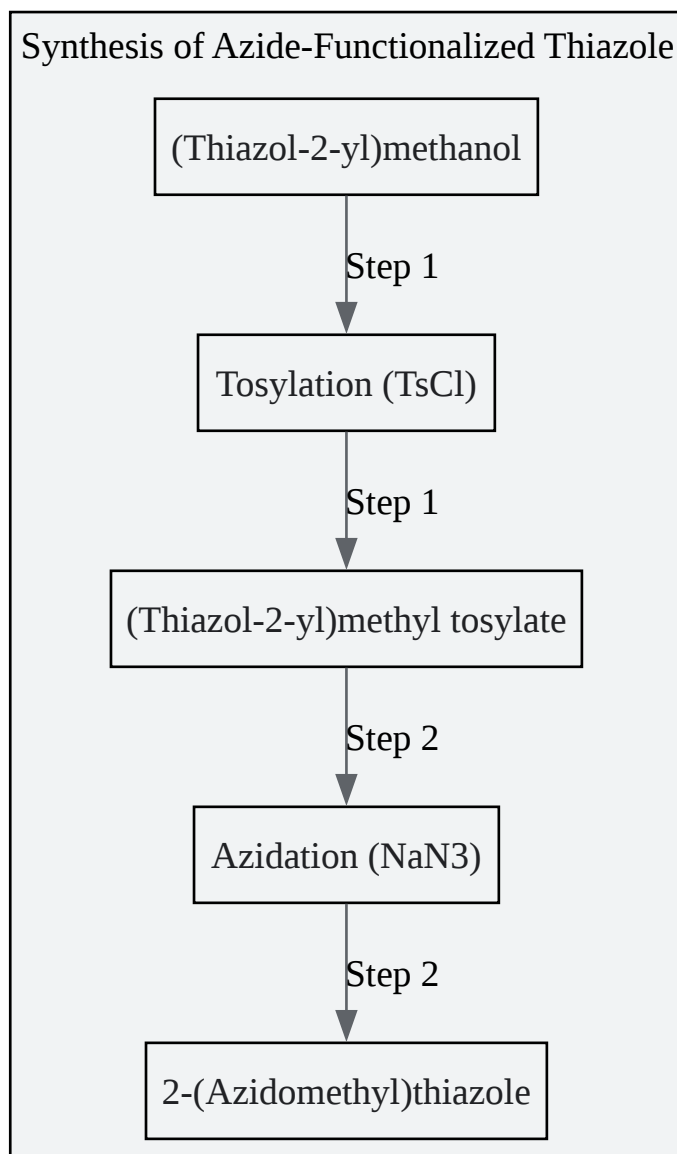 Synthesis of Azide-Functionalized Thiazole
(Thiazol-2-yl)methanol
Step 1
Tosylation (TsCl)
Step 1
(Thiazol-2-yl)methyl tosylate
Step 2
Azidation (NaN3)
Step 2
2-(Azidomethyl)thiazole